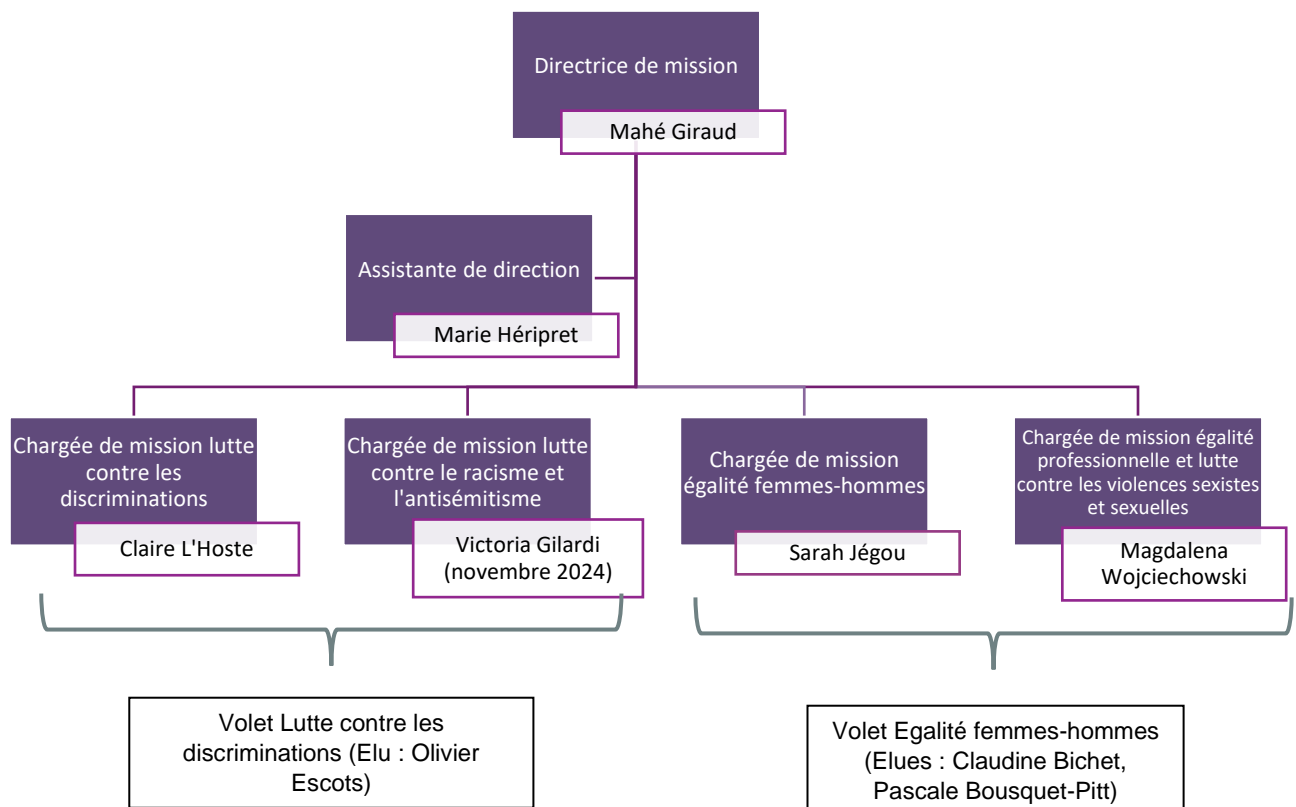 Directrice de mission
Mahé Giraud
Assistante de direction
Marie Héripret
Chargée de mission lutte
contre les
discriminations
Claire L'Hoste
Chargée de mission lutte
contre le racisme et
l'antisémitisme
Victoria Gilardi
(novembre 2024)
Chargée de mission
égalité femmes-hommes
Sarah Jégou
Chargée de mission égalité
professionnelle et lutte
contre les violences sexistes
et sexuelles
Magdalena
Wojciechowski
Volet Lutte contre les
discriminations (Elu : Olivier
Escots)
Volet Egalité femmes-hommes
(Elues : Claudine Bichet,
Pascale Bousquet-Pitt)